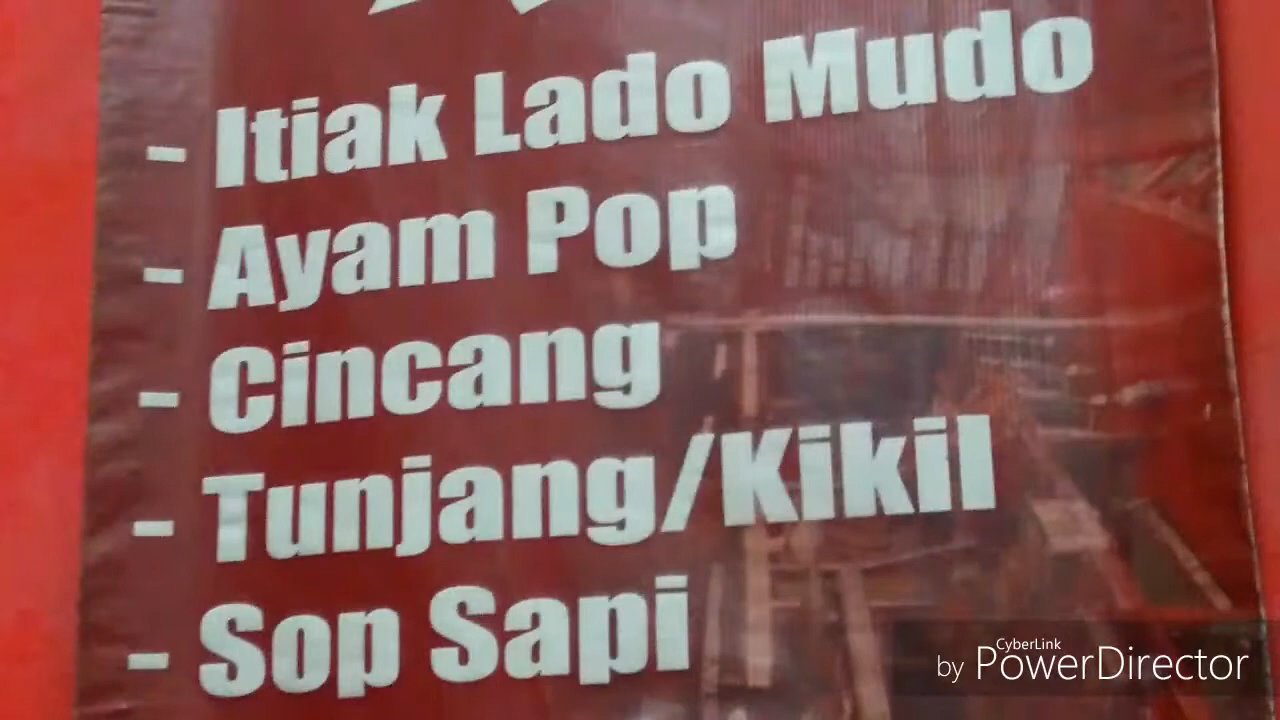 - Itiak Lado Mudo
- Ayam Pop
- Cincang
- Tunjang/Kikil
- Sop Sapi
by CyberLink PowerDirector